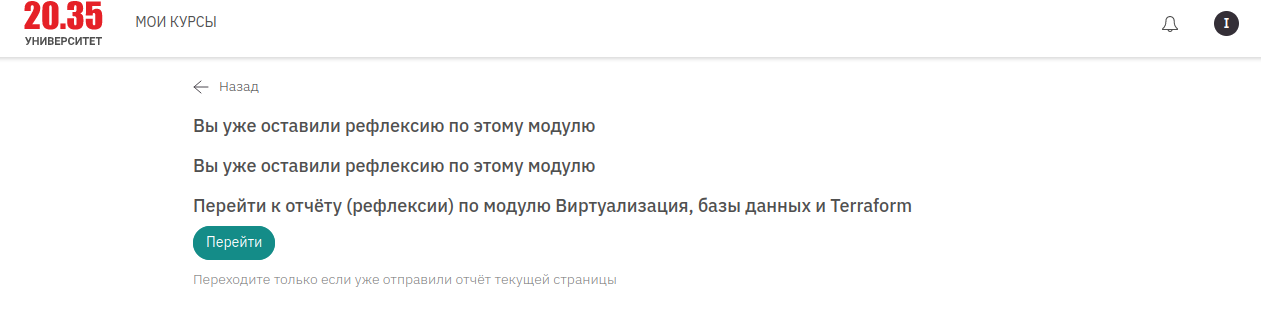 20.35
УНИВЕРСИТЕТ
МОИ КУРСЫ
I
Назад
Вы уже оставили рефлексию по этому модулю
Вы уже оставили рефлексию по этому модулю
Перейти к отчёту (рефлексии) по модулю Виртуализация, базы данных и Terraform
Перейти
Переходите только если уже отправили отчёт текущей страницы